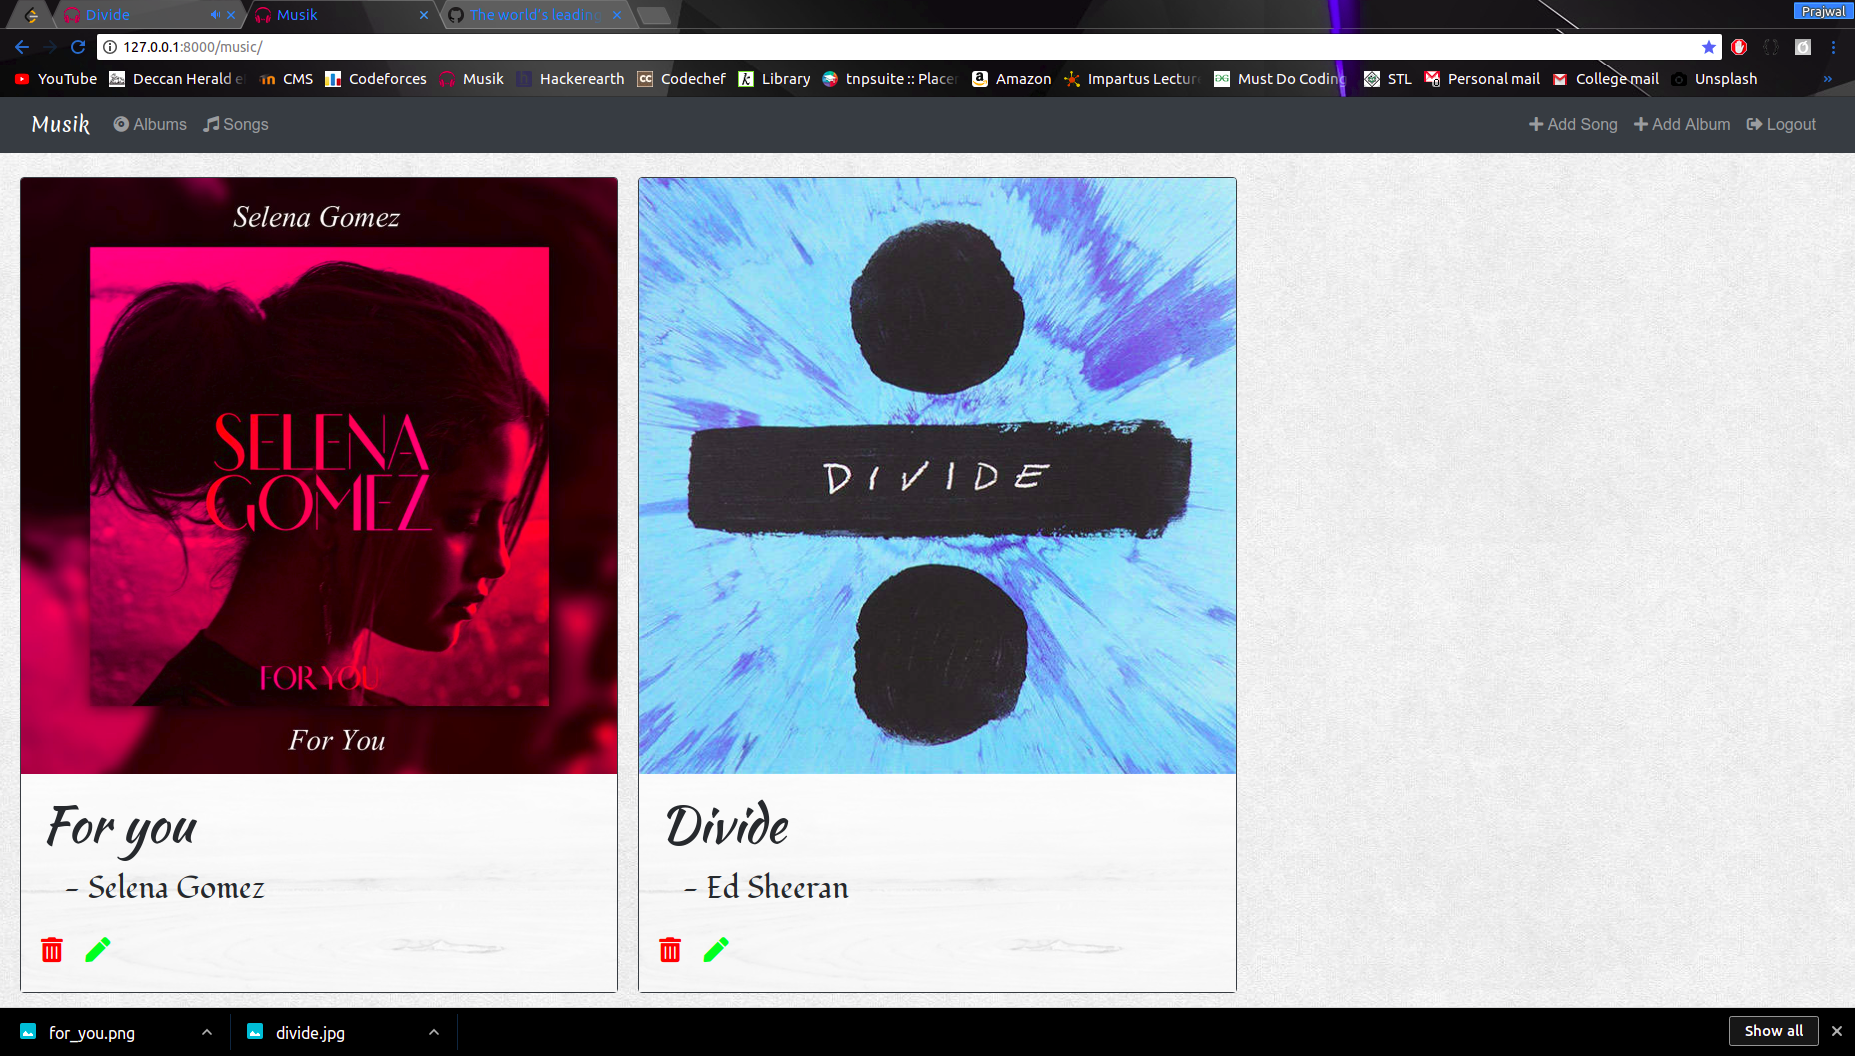 Divide
Musik
The world's leading
Prajwal
127.0.0.1:8000/music/
YouTube
Deccan Herald e
CMS
Codeforces
Musik
Hackerearth
Codechef
Library
tnpsuite :: Placer
Amazon
Impartus Lectur
Must Do Coding
STL
Personal mail
College mail
Unsplash
»
Musik
Albums
Songs
Add Song
Add Album
Logout
Selena Gomez
SELENA
GOMEZ
FOR YOU
For You
DIVIDE
For you
- Selena Gomez
Divide
- Ed Sheeran
for_you.png
divide.jpg
Show all